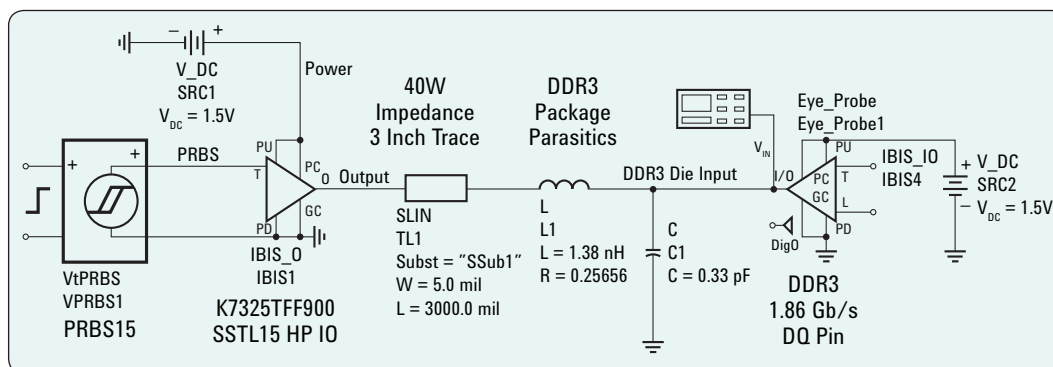 − +
V_DC
SRC1
V_DC = 1.5V
Power
40W
Impedance
3 Inch Trace
DDR3
Package
Parasitics
Eye_Probe
Eye_Probe1
V_IN
PU
PC
T
O
GC
PD
PRBS
Output
+
+
VtPRBS
VPRBS1
PRBS15
IBIS_O
IBIS1
K7325TFF900
SSTL15 HP IO
SLIN
TL1
Subst = "SSub1"
W = 5.0 mil
L = 3000.0 mil
L
L1
L = 1.38 nH
R = 0.25656
DDR3 Die Input
C
C1
C = 0.33 pF
I/O
PU
PC
T
GC
L
PD
DigO
IBIS_IO
IBIS4
+
−
V_DC
SRC2
V_DC = 1.5V
DDR3
1.86 Gb/s
DQ Pin